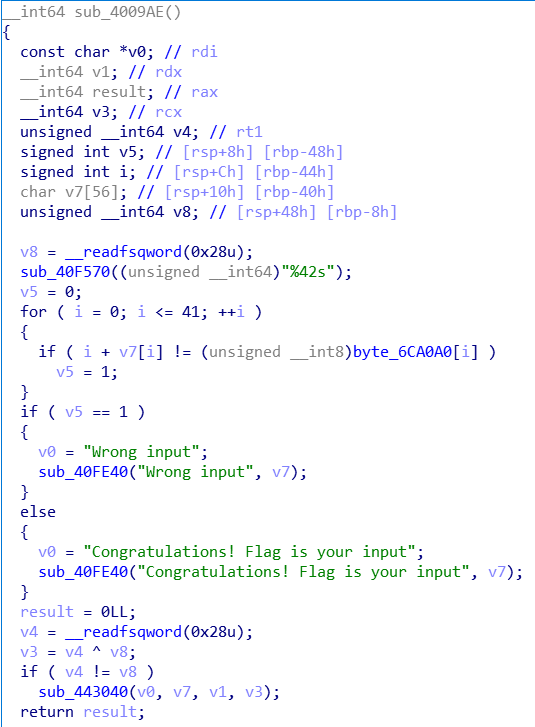 __int64 sub_4009AE()
{
  const char *v0; // rdi
  __int64 v1; // rdx
  __int64 result; // rax
  __int64 v3; // rcx
  unsigned __int64 v4; // rt1
  signed int v5; // [rsp+8h] [rbp-48h]
  signed int i; // [rsp+Ch] [rbp-44h]
  char v7[56]; // [rsp+10h] [rbp-40h]
  unsigned __int64 v8; // [rsp+48h] [rbp-8h]

  v8 = __readfsqword(0x28u);
  sub_40F570((unsigned __int64)"%42s");
  v5 = 0;
  for ( i = 0; i <= 41; ++i )
  {
    if ( i + v7[i] != (unsigned __int8)byte_6CA0A0[i] )
      v5 = 1;
  }
  if ( v5 == 1 )
  {
    v0 = "Wrong input";
    sub_40FE40("Wrong input", v7);
  }
  else
  {
    v0 = "Congratulations! Flag is your input";
    sub_40FE40("Congratulations! Flag is your input", v7);
  }
  result = 0LL;
  v4 = __readfsqword(0x28u);
  v3 = v4 ^ v8;
  if ( v4 != v8 )
    sub_443040(v0, v7, v1, v3);
  return result;